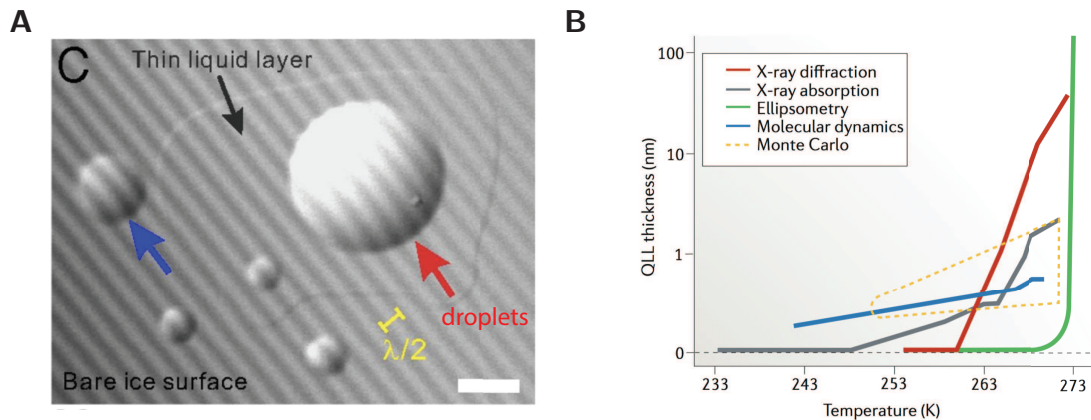 A
C
Thin liquid layer
droplets
λ/2
Bare ice surface
B
QLL thickness (nm)
100
10
1
0
X-ray diffraction
X-ray absorption
Ellipsometry
Molecular dynamics
Monte Carlo
233 243 253 263 273
Temperature (K)